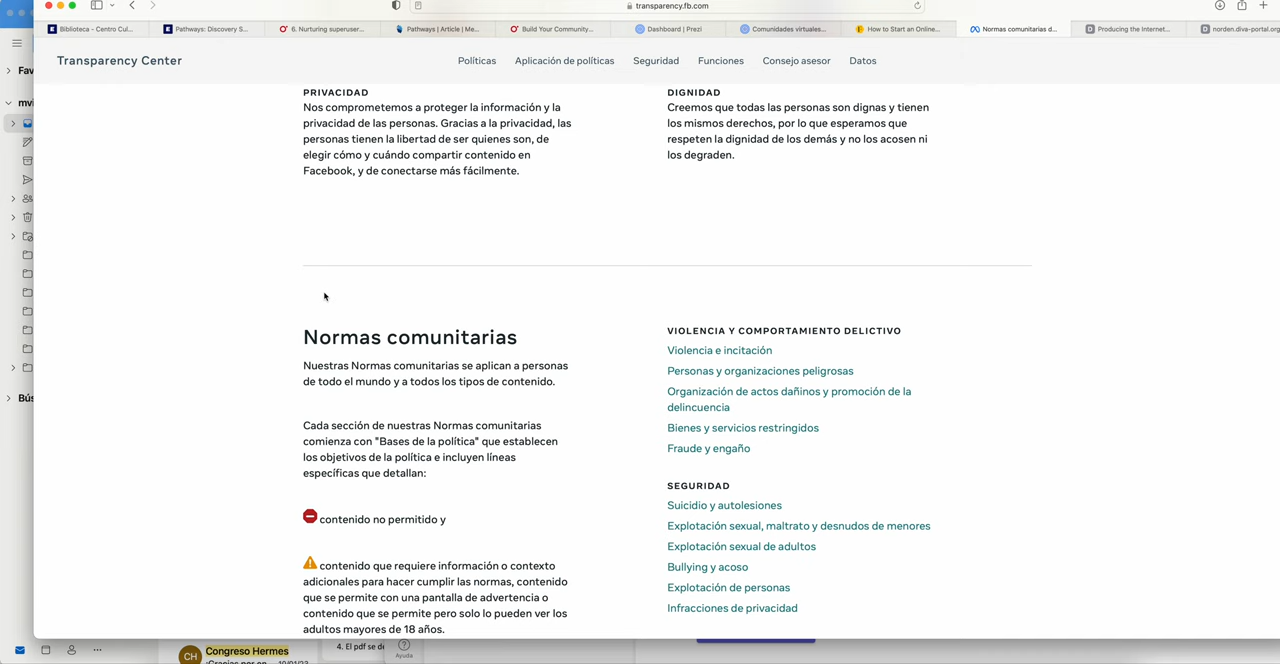 transparency.fb.com
Biblioteca - Centro Cul...
Pathways: Discovery S...
6. Nurturing superuser...
Pathways | Article | Me...
Build Your Community...
Dashboard | Prezi
Comunidades virtuales...
How to Start an Online...
Normas comunitarias d...
Producing the Internet...
norden.diva-portal.org
Transparency Center
Políticas
Aplicación de políticas
Seguridad
Funciones
Consejo asesor
Datos
Fav
mvi
Bús
PRIVACIDAD
Nos comprometemos a proteger la información y la
privacidad de las personas. Gracias a la privacidad, las
personas tienen la libertad de ser quienes son, de
elegir cómo y cuándo compartir contenido en
Facebook, y de conectarse más fácilmente.
DIGNIDAD
Creemos que todas las personas son dignas y tienen
los mismos derechos, por lo que esperamos que
respeten la dignidad de los demás y no los acosen ni
los degraden.
Normas comunitarias
Nuestras Normas comunitarias se aplican a personas
de todo el mundo y a todos los tipos de contenido.
Cada sección de nuestras Normas comunitarias
comienza con "Bases de la política" que establecen
los objetivos de la política e incluyen líneas
específicas que detallan:
contenido no permitido y
contenido que requiere información o contexto
adicionales para hacer cumplir las normas, contenido
que se permite con una pantalla de advertencia o
contenido que se permite pero solo lo pueden ver los
adultos mayores de 18 años.
VIOLENCIA Y COMPORTAMIENTO DELICTIVO
Violencia e incitación
Personas y organizaciones peligrosas
Organización de actos dañinos y promoción de la
delincuencia
Bienes y servicios restringidos
Fraude y engaño
SEGURIDAD
Suicidio y autolesiones
Explotación sexual, maltrato y desnudos de menores
Explotación sexual de adultos
Bullying y acoso
Explotación de personas
Infracciones de privacidad
CH
Congreso Hermes
4. El pdf se de
Ayuda